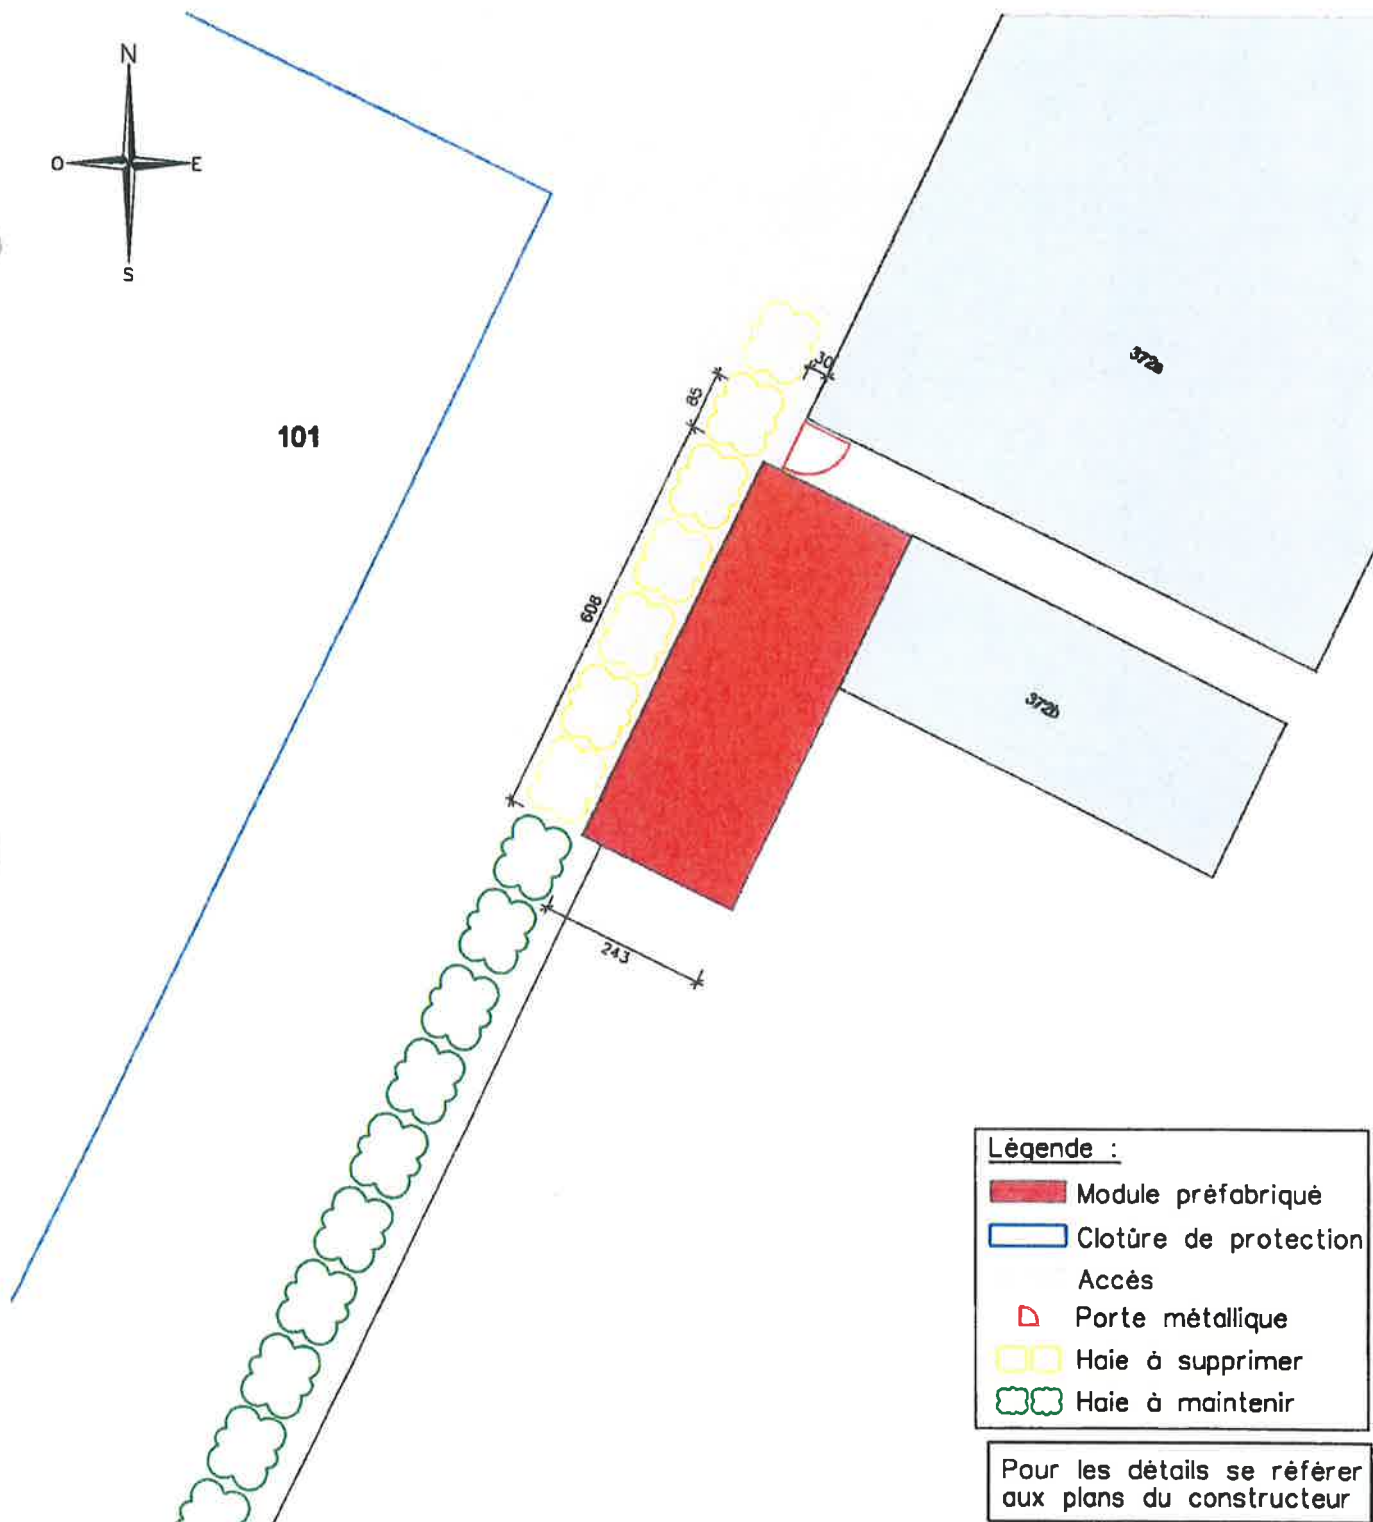 N
O
E
S
372a
30
85
101
608
372b
243
Légende :
Module préfabriqué
Clotûre de protection
Accès
Porte métallique
Haie à supprimer
Haie à maintenir
Pour les détails se référer
aux plans du constructeur